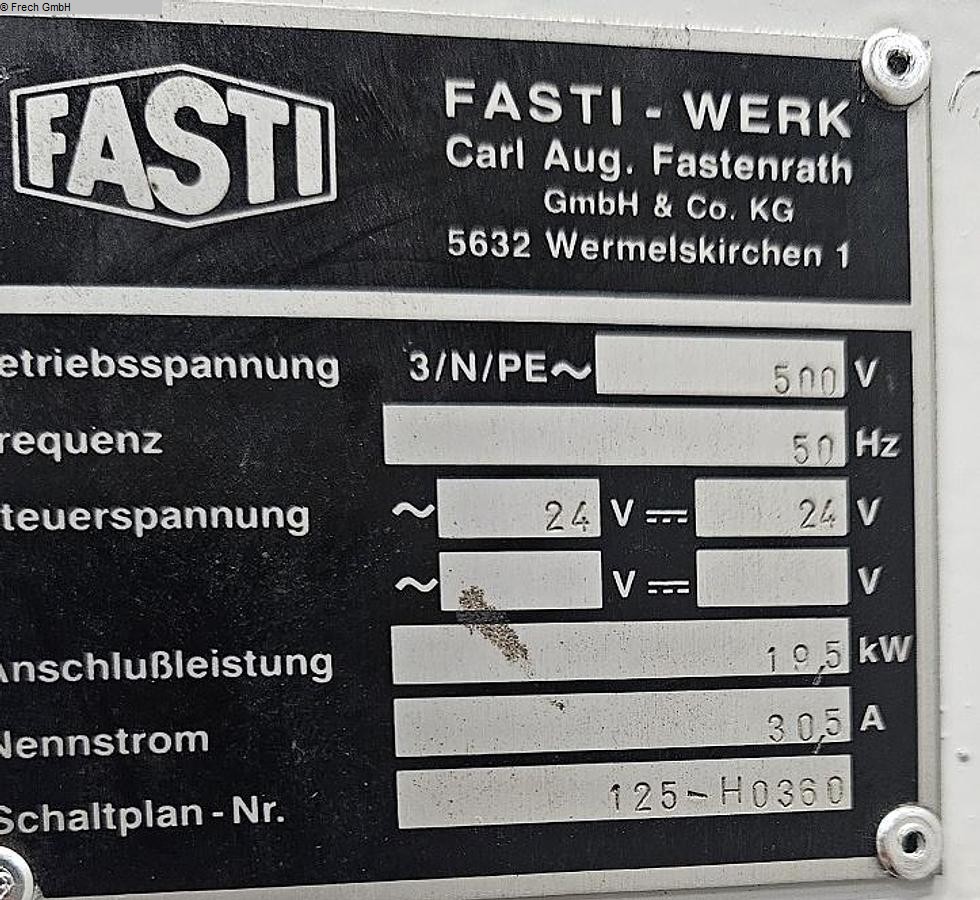 © Frech GmbH
FASTI
FASTI - WERK
Carl Aug. Fastenrath
GmbH & Co. KG
5632 Wermelskirchen 1
etriebsspannung 3/N/PE~ 500 V
requenz 50 Hz
teuerspannung ~ 24 V ⎓ 24 V
~ V ⎓ V
Anschlußleistung 19,5 kW
Nennstrom 30,5 A
Schaltplan-Nr. 125-H0360